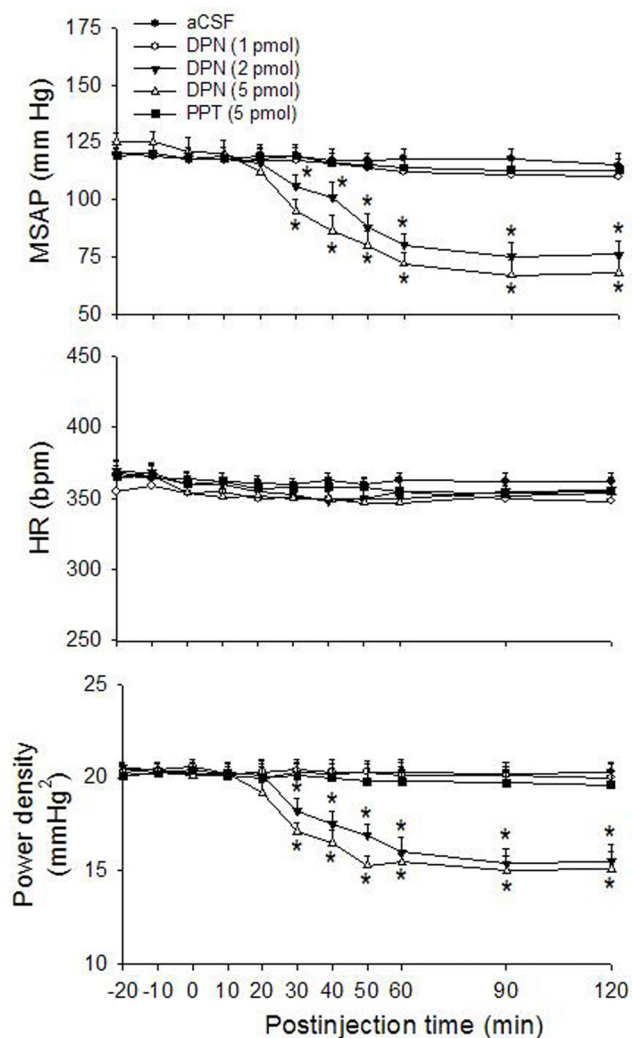 aCSF
DPN (1 pmol)
DPN (2 pmol)
DPN (5 pmol)
PPT (5 pmol)
MSAP (mm Hg)
175
150
125
100
75
50
* * * * * *
* * * * * *
HR (bpm)
450
400
350
300
250
Power density
(mmHg2)
25
20
15
10
* * * * * *
* * * * * *
-20 -10 0 10 20 30 40 50 60 90 120
Postinjection time (min)